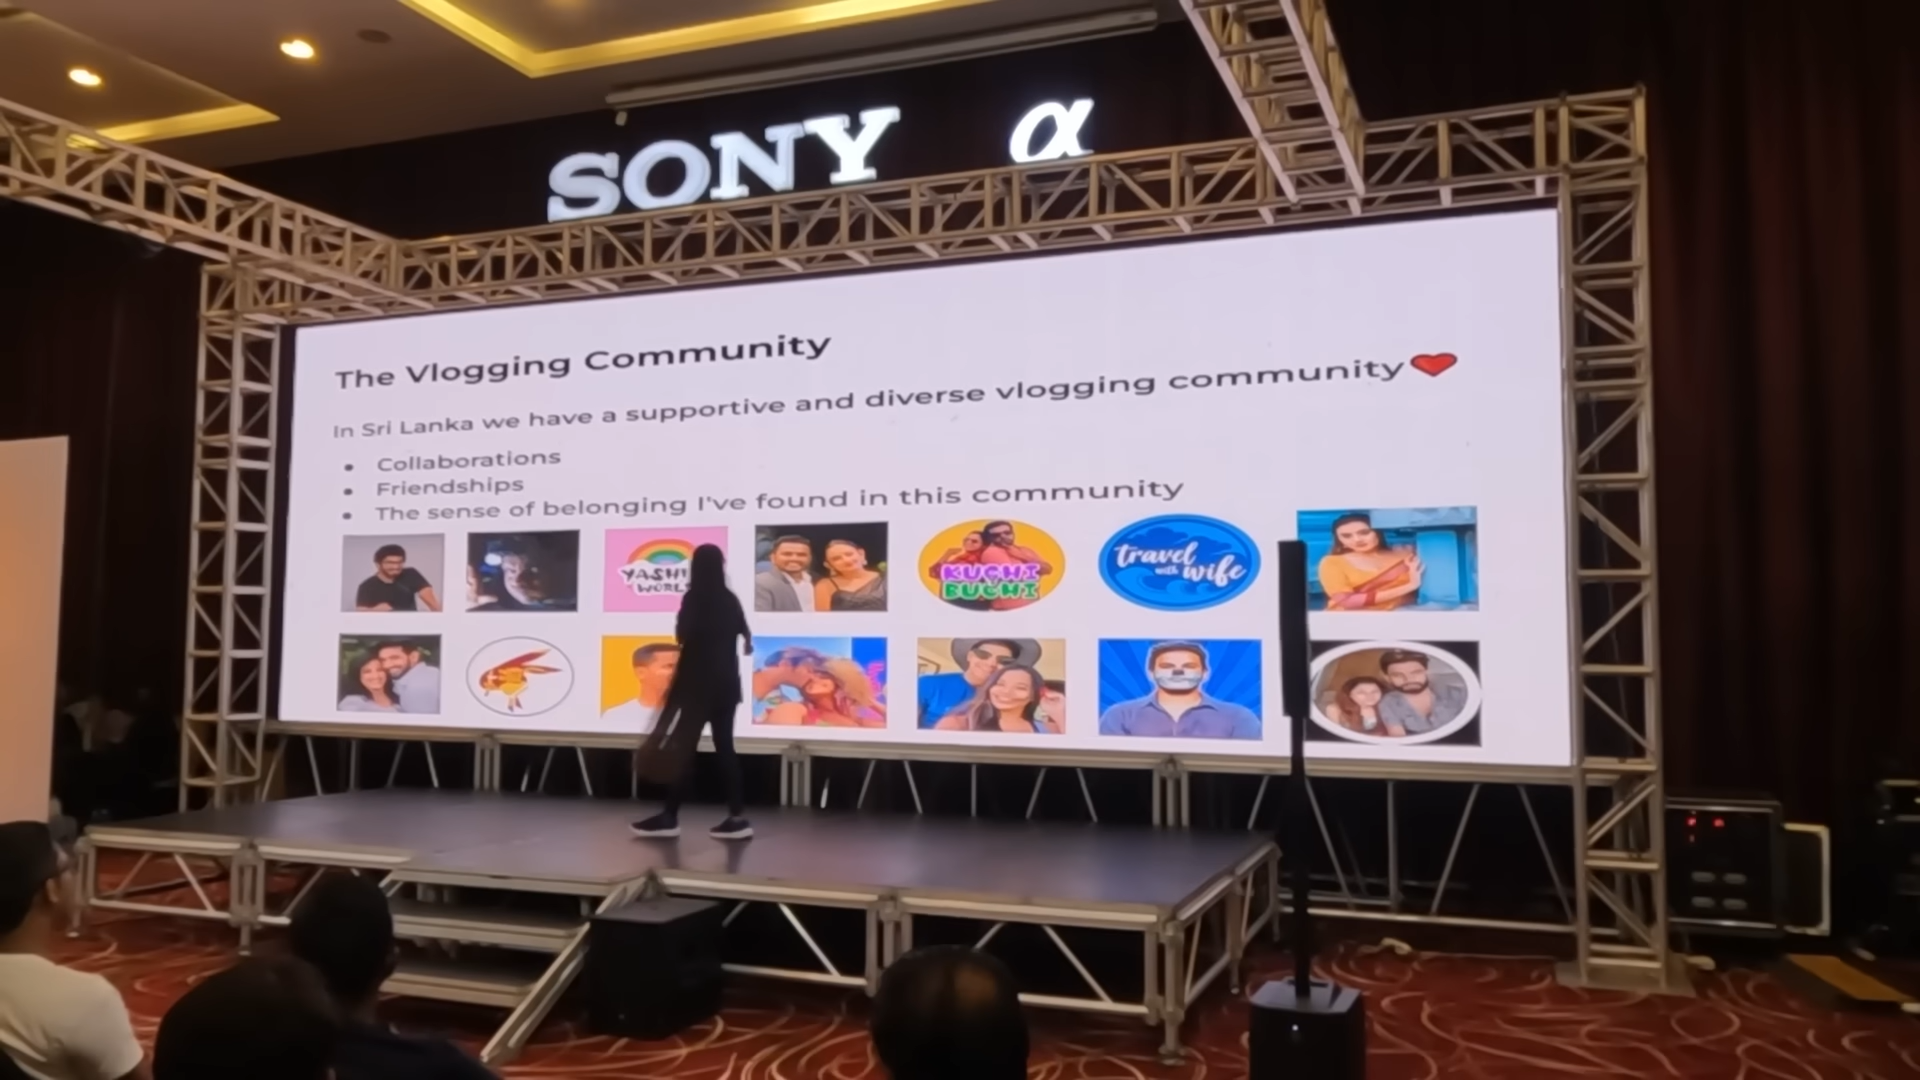 SONY α
The Vlogging Community
In Sri Lanka we have a supportive and diverse vlogging community❤
• Collaborations
• Friendships
• The sense of belonging I've found in this community
KUCHI
BUCHI
travel
with wife